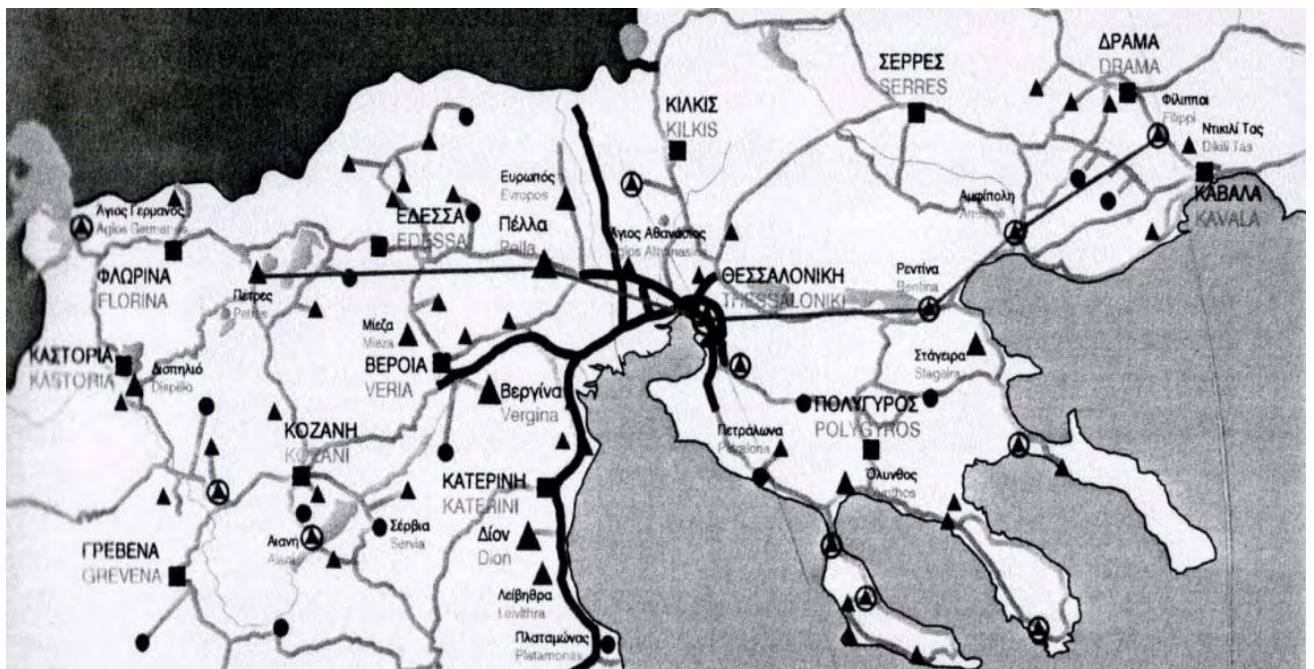 ΔΡΑΜΑ
DRAMA
ΣΕΡΡΕΣ
SERRES
Φίλιπποι
Filippi
ΚΙΛΚΙΣ
KILKIS
Ντικιλί Τας
Dikili Tas
Ευρωπός
Evropos
ΚΑΒΑΛΑ
KAVALA
Άγιος Γερμανός
Agios Germanos
ΕΔΕΣΣΑ
EDESSA
Πέλλα
Pella
Άγιος Αθανάσιος
Agios Athanasios
Αμφίπολη
ΦΛΩΡΙΝΑ
FLORINA
Πέτρες
Petres
ΘΕΣΣΑΛΟΝΙΚΗ
THESSALONIKI
Ρεντίνα
Rentina
Μίεζα
Mieza
ΚΑΣΤΟΡΙΑ
KASTORIA
Δισπηλιό
Dispilio
ΒΕΡΟΙΑ
VERIA
Στάγειρα
Stageira
Βεργίνα
Vergina
ΠΟΛΥΓΥΡΟΣ
POLYGYROS
ΚΟΖΑΝΗ
KOZANI
Πετράλωνα
Petralona
ΚΑΤΕΡΙΝΗ
KATERINI
Όλυνθος
Olynthos
ΓΡΕΒΕΝΑ
GREVENA
Αιανή
Aiani
Σέρβια
Servia
Δίον
Dion
Λείβηθρα
Leivithra
Πλαταμώνας
Platamonas